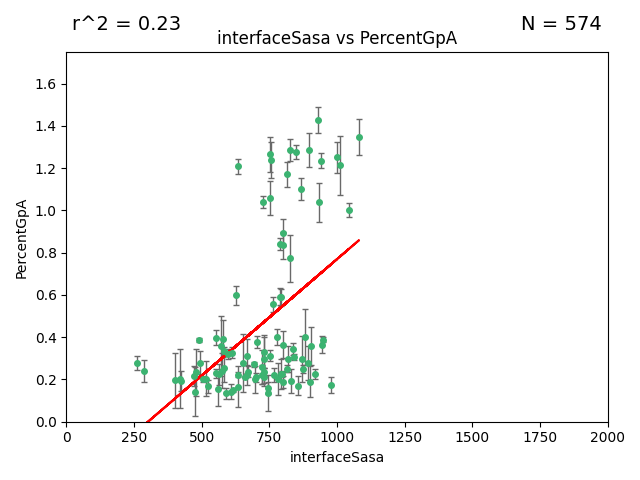 r^2 = 0.23 N = 574
interfaceSasa vs PercentGpA
1.6
1.4
1.2
1.0
0.8
0.6
0.4
0.2
0.0
PercentGpA
0 250 500 750 1000 1250 1500 1750 2000
interfaceSasa